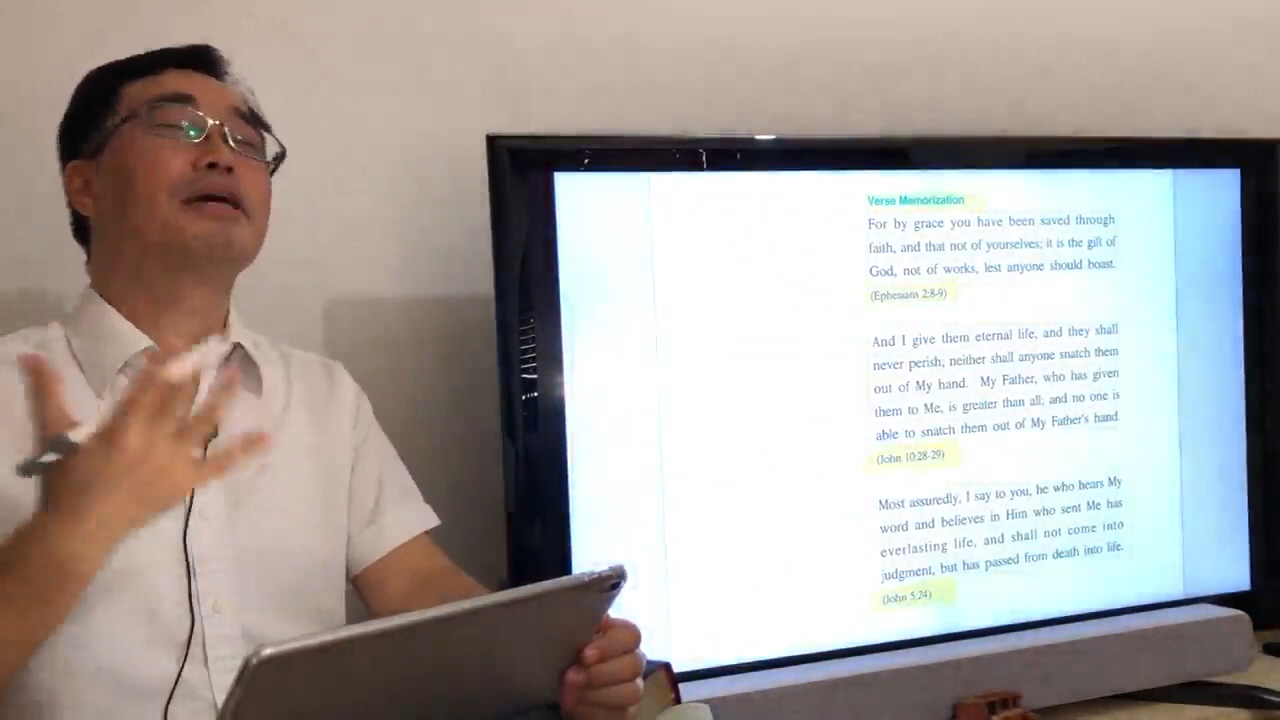 Verse Memorization
For by grace you have been saved through
faith, and that not of yourselves; it is the gift of
God, not of works, lest anyone should boast.
(Ephesians 2:8-9)
And I give them eternal life, and they shall
never perish; neither shall anyone snatch them
out of My hand. My Father, who has given
them to Me, is greater than all; and no one is
able to snatch them out of My Father's hand.
(John 10:28-29)
Most assuredly, I say to you, he who hears My
word and believes in Him who sent Me has
everlasting life, and shall not come into
judgment, but has passed from death into life.
(John 5:24)